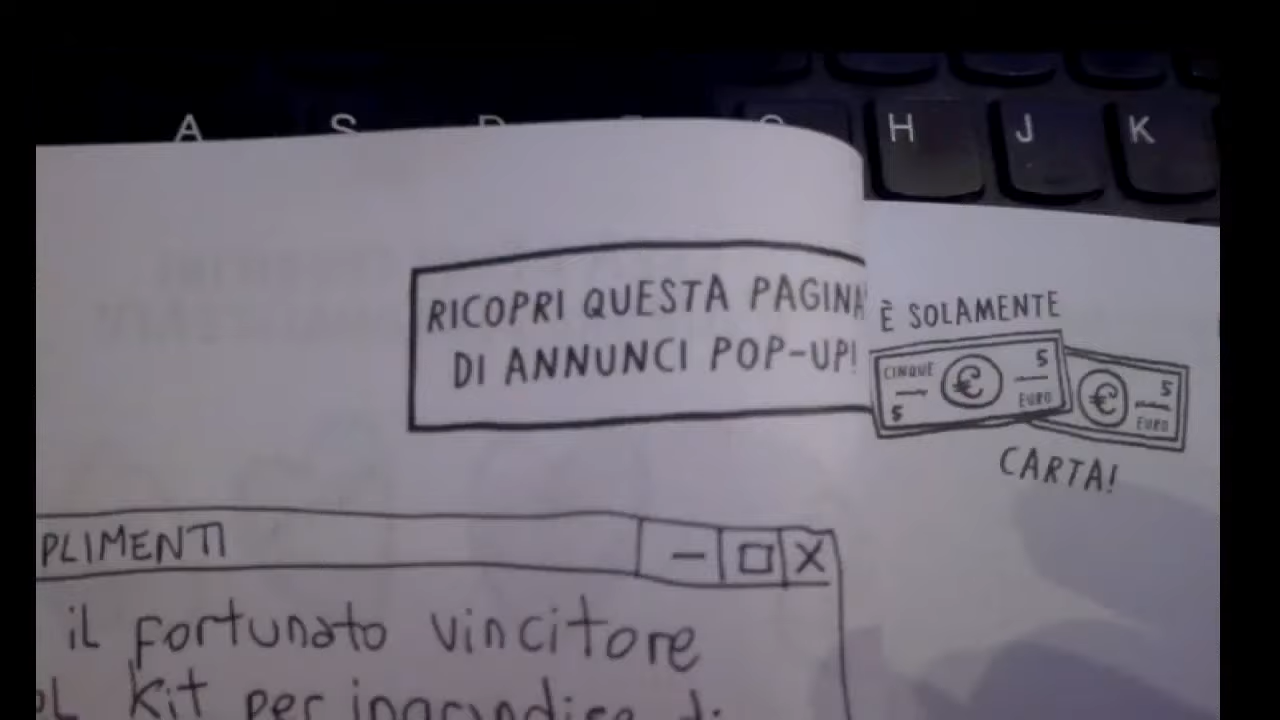 A S D H J K
RICOPRI QUESTA PAGINA
DI ANNUNCI POP-UP!
È SOLAMENTE
CINQUE 5 € 5 EURO
€ 5 EURO
CARTA!
PLIMENTI
il fortunato vincitore
kit per